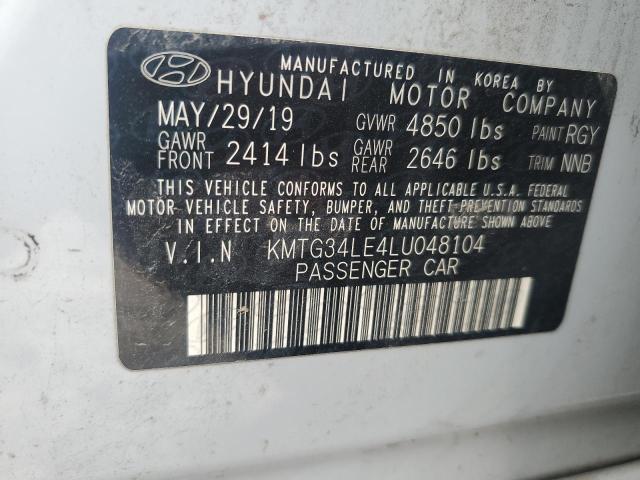 MANUFACTURED IN KOREA BY
HYUNDAI MOTOR COMPANY
MAY/29/19 GVWR 4850 lbs PAINT RGY
GAWR FRONT 2414 lbs GAWR REAR 2646 lbs TRIM NNB
THIS VEHICLE CONFORMS TO ALL APPLICABLE U.S.A. FEDERAL
MOTOR VEHICLE SAFETY, BUMPER, AND THEFT PREVENTION STANDARDS
IN EFFECT ON THE DATE OF MANUFACTURE SHOWN ABOVE.
V.I.N KMTG34LE4LU048104
PASSENGER CAR